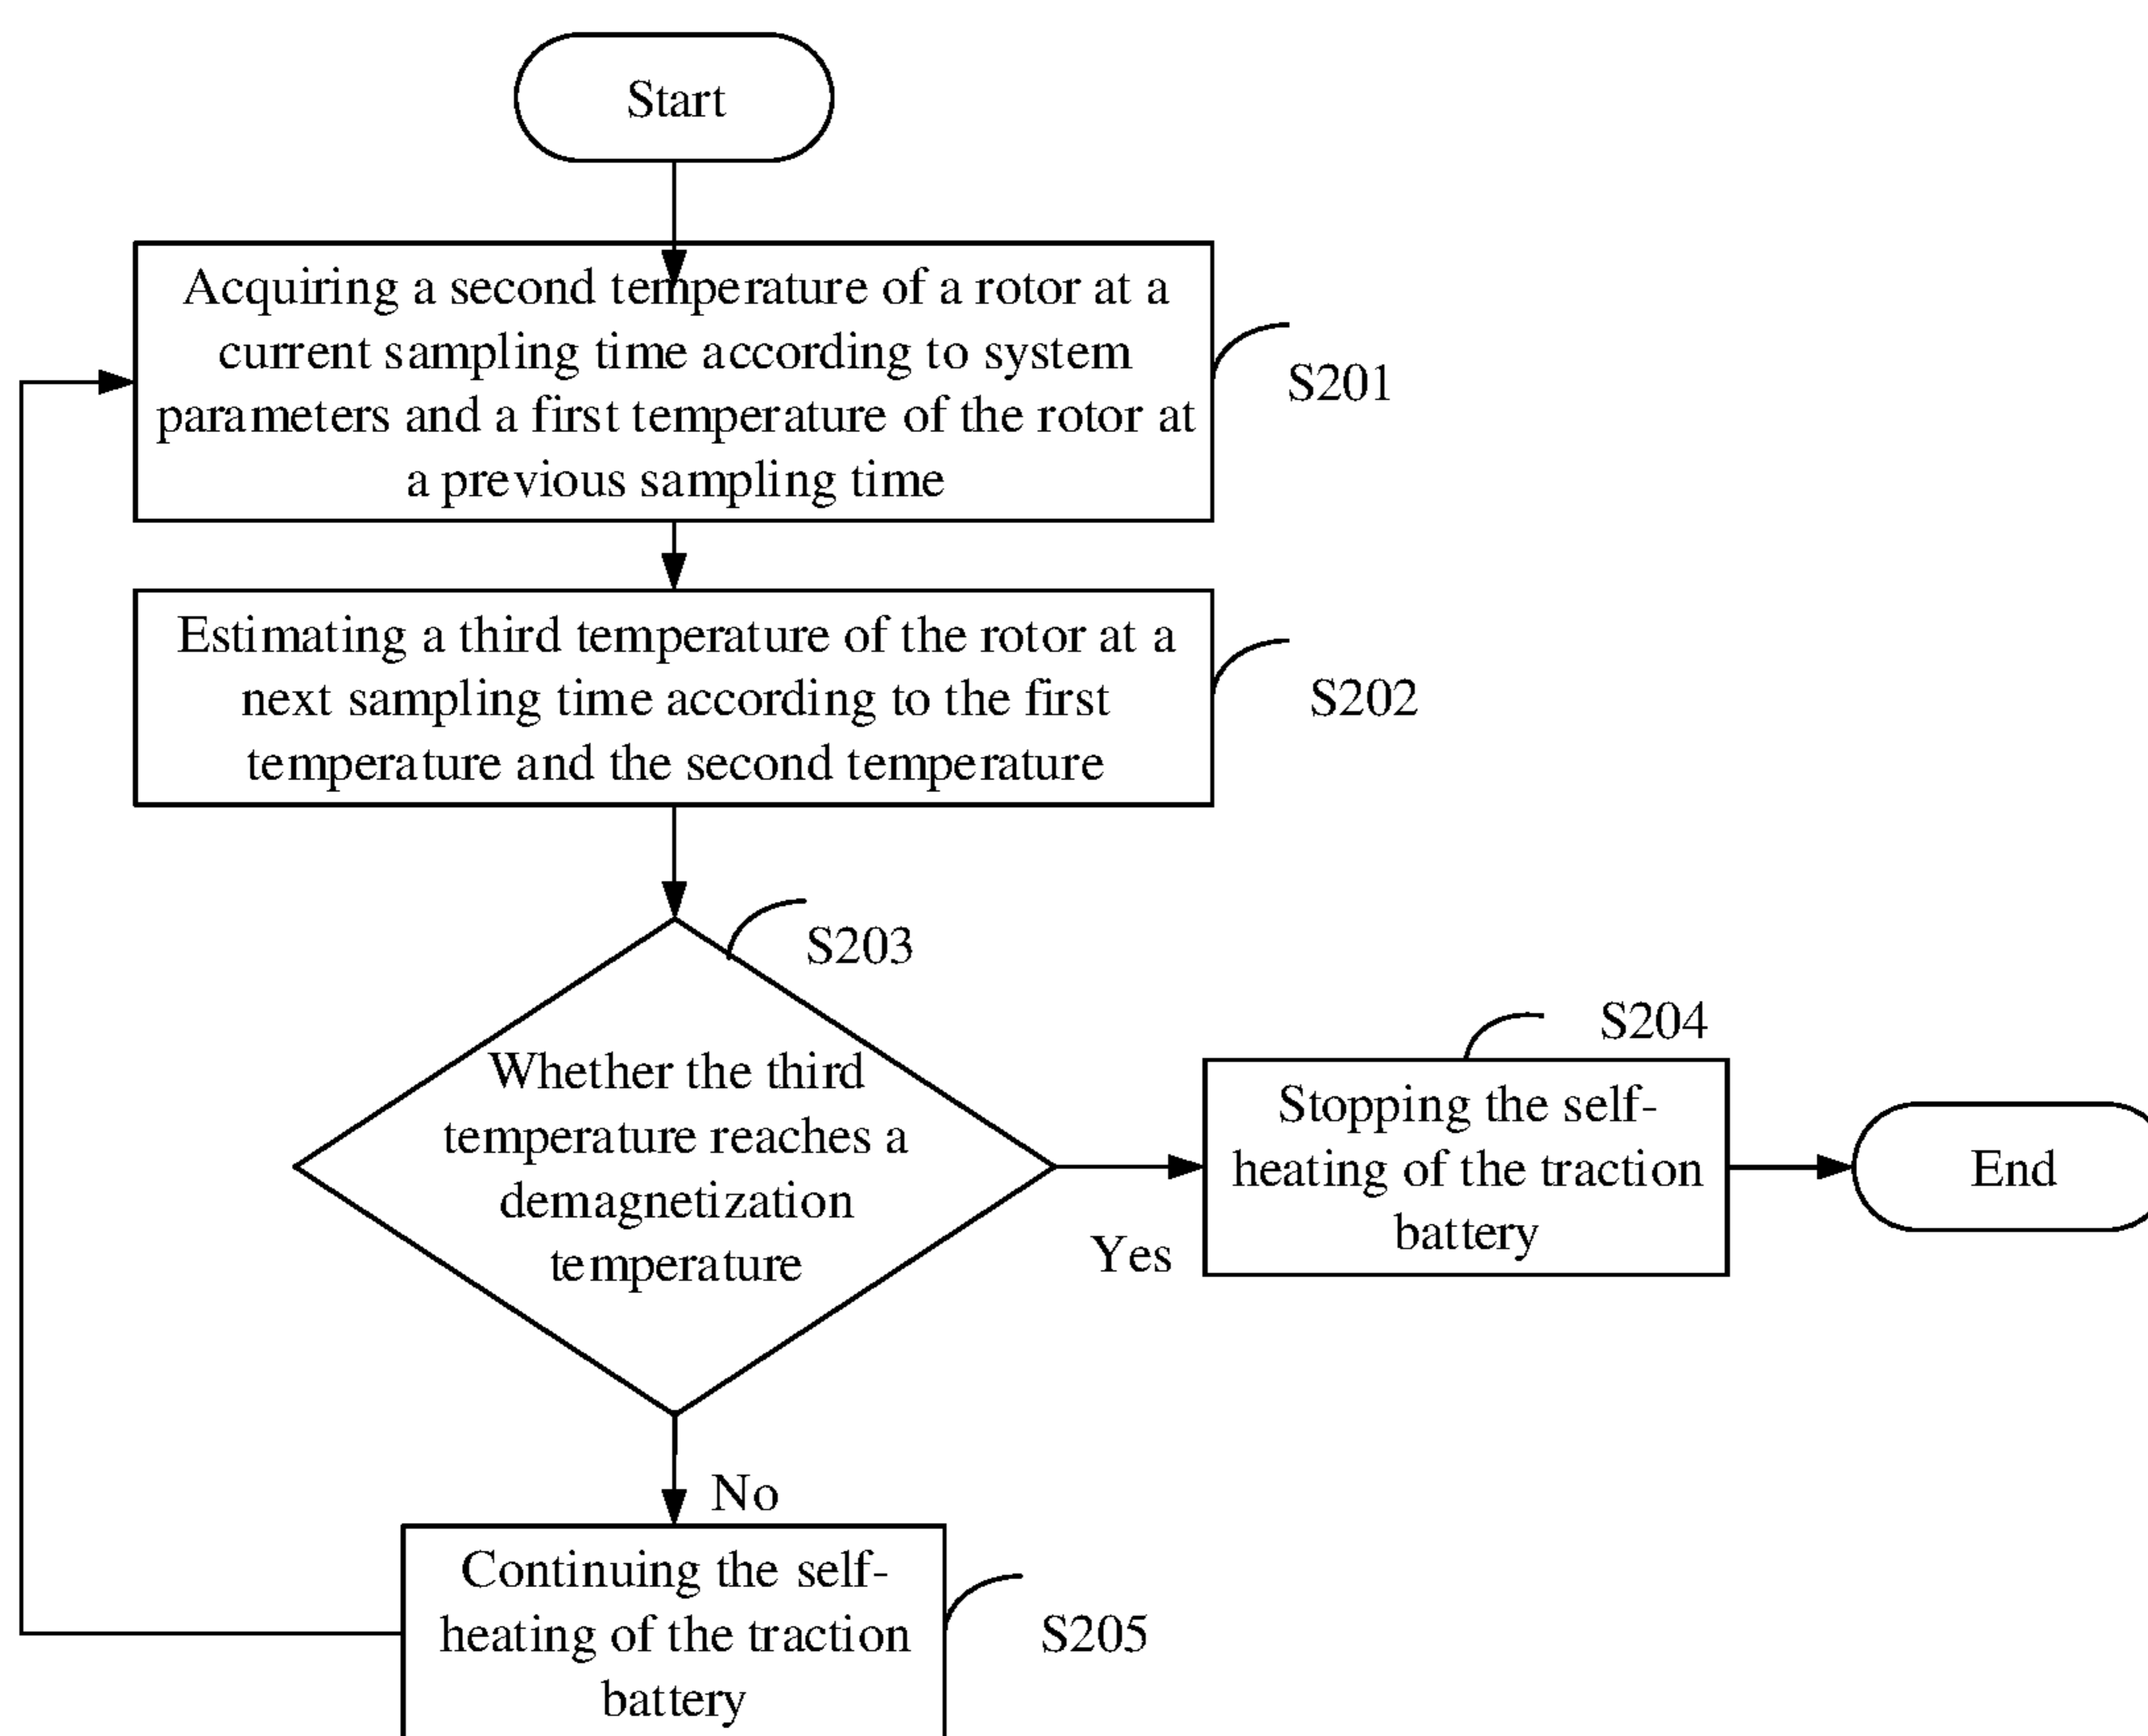 Start
Acquiring a second temperature of a rotor at a
current sampling time according to system
parameters and a first temperature of the rotor at
a previous sampling time
S201
Estimating a third temperature of the rotor at a
next sampling time according to the first
temperature and the second temperature
S202
S203
Whether the third
temperature reaches a
demagnetization
temperature
Yes
S204
Stopping the self-
heating of the traction
battery
End
No
Continuing the self-
heating of the traction
battery
S205